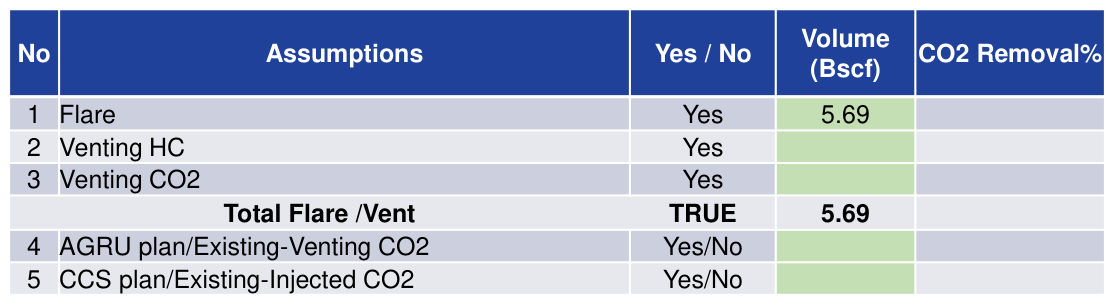 No Assumptions Yes / No Volume (Bscf) CO2 Removal%
1 Flare Yes 5.69
2 Venting HC Yes
3 Venting CO2 Yes
Total Flare /Vent TRUE 5.69
4 AGRU plan/Existing-Venting CO2 Yes/No
5 CCS plan/Existing-Injected CO2 Yes/No